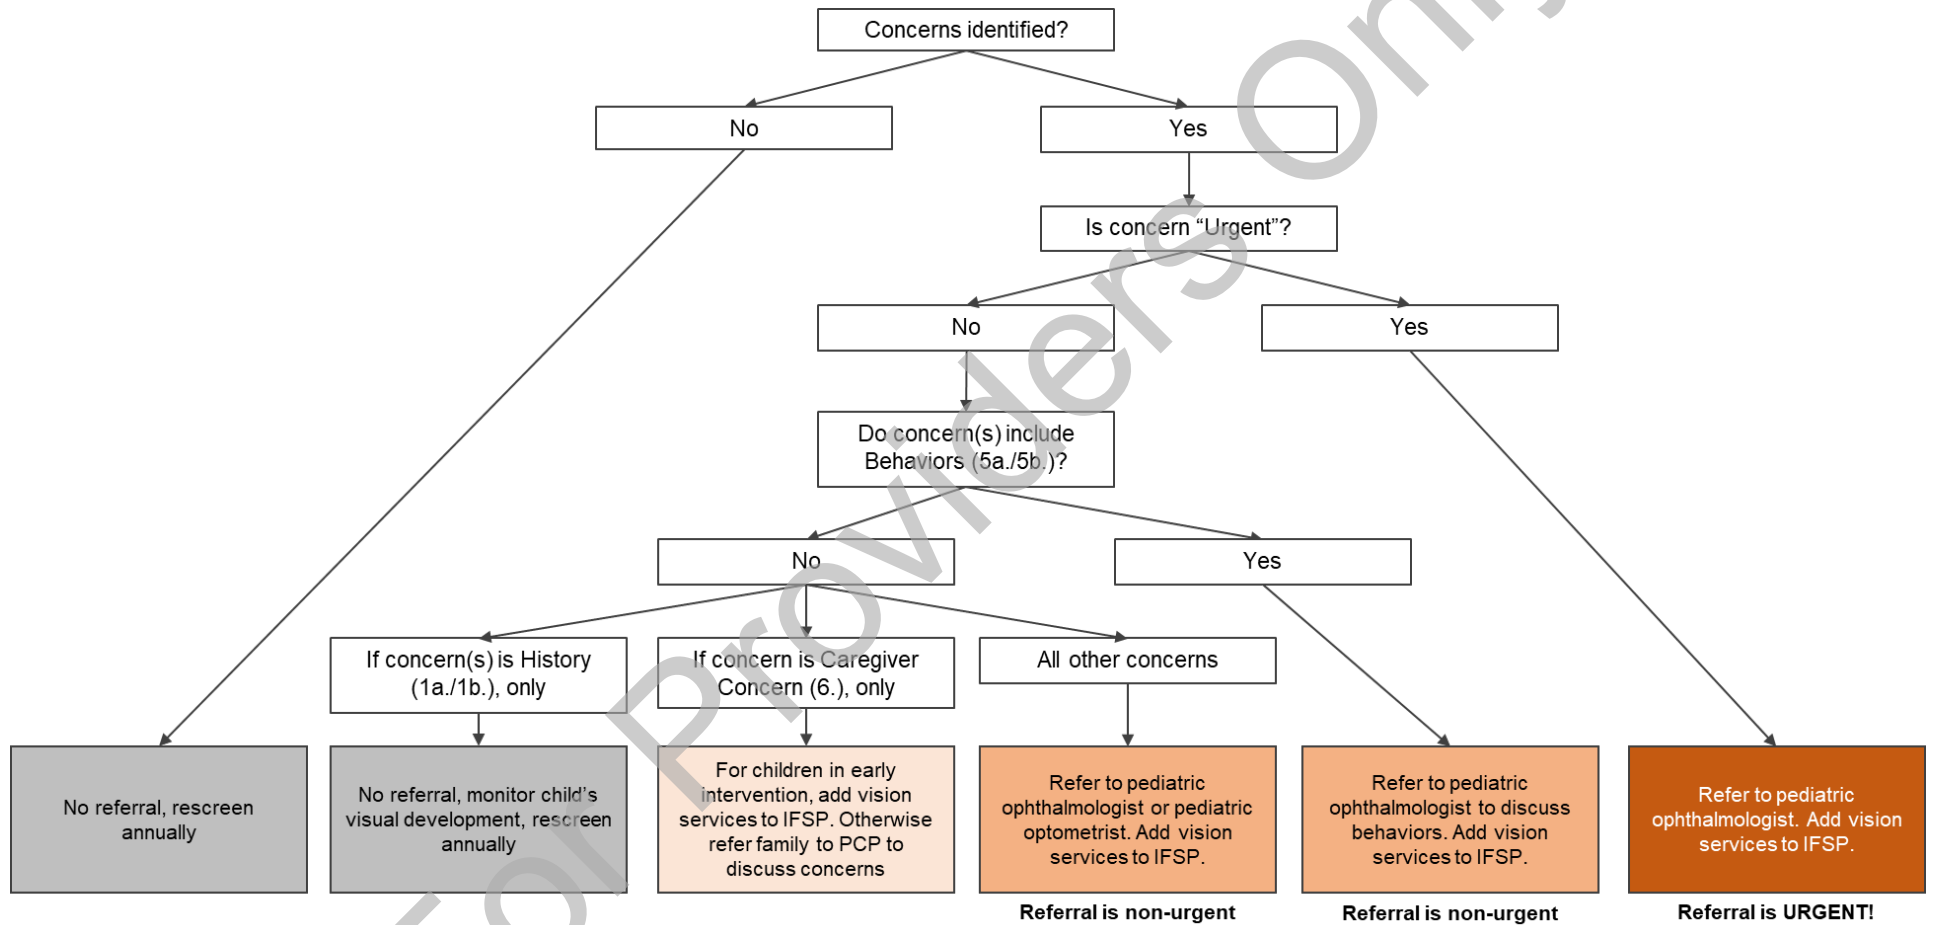 Concerns identified?
No
Yes
Is concern “Urgent”?
No
Yes
Do concern(s) include
Behaviors (5a./5b.)?
No
Yes
If concern(s) is History
(1a./1b.), only
If concern is Caregiver
Concern (6.), only
All other concerns
No referral, rescreen
annually
No referral, monitor child’s
visual development, rescreen
annually
For children in early
intervention, add vision
services to IFSP. Otherwise
refer family to PCP to
discuss concerns
Refer to pediatric
ophthalmologist or pediatric
optometrist. Add vision
services to IFSP.
Refer to pediatric
ophthalmologist to discuss
behaviors. Add vision
services to IFSP.
Refer to pediatric
ophthalmologist. Add vision
services to IFSP.
Referral is non-urgent
Referral is non-urgent
Referral is URGENT!
For Providers Only